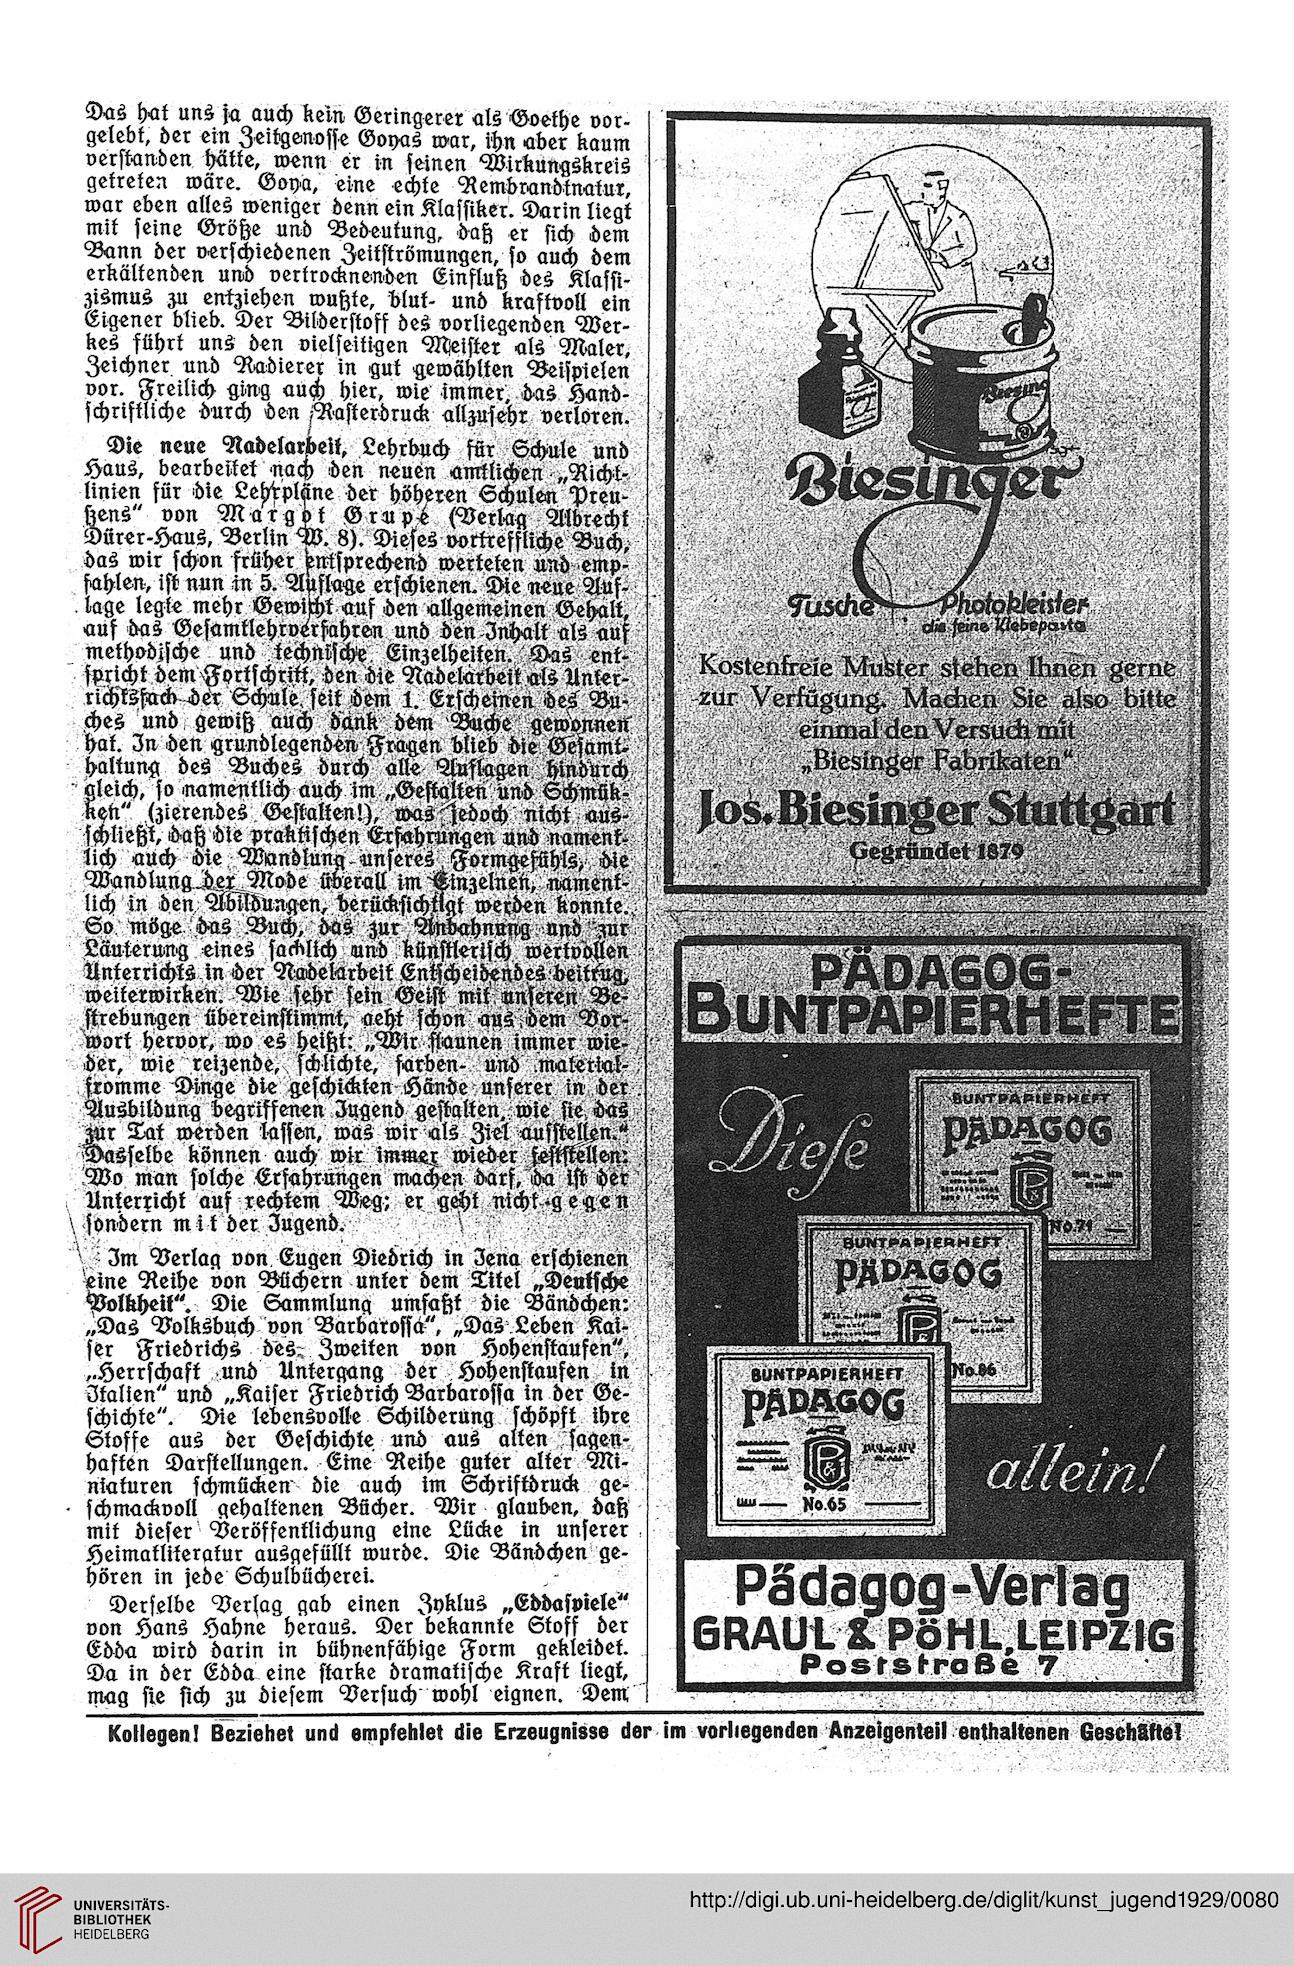 Das hat uns ja auch kein Geringerer als Goethe vor-
gelebt, der ein Zeitgenosse Goyas war, ihn aber kaum
verstanden hätte, wenn er in seinen Wirkungskreis
getreten wäre. Goya, eine echte Rembrandtnatur,
war eben alles weniger denn ein Klassiker. Darin liegt
mit seine Größe und Bedeutung, daß er sich dem
Bann der verschiedenen Zeitströmungen, so auch dem
erkältenden und vertrocknenden Einfluß des Klassi-
zismus zu entziehen wußte, blut- und kraftvoll ein
Eigener blieb. Der Bilderstoff des vorliegenden Wer-
kes führt uns den vielseitigen Meister als Maler,
Zeichner und Radierer in gut gewählten Beispielen
vor. Freilich ging auch hier, wie immer, das Hand-
schriftliche durch den Rasterdruck allzusehr verloren.
Die neue Nadelarbeit, Lehrbuch für Schule und
Haus, bearbeitet nach den neuen amtlichen „Richt-
linien für die Lehrpläne der höheren Schulen Preu-
ßens“ von Margot Grupe (Verlag Albrecht
Dürer-Haus, Berlin W. 8). Dieses vortreffliche Buch,
das wir schon früher entsprechend werteten und emp-
fahlen, ist nun in 5. Auflage erschienen. Die neue Auf-
lage legte mehr Gewicht auf den allgemeinen Gehalt,
auf das Gesamtlehrverfahren und den Inhalt als auf
methodische und technische Einzelheiten. Das ent-
spricht dem Fortschritt, den die Nadelarbeit als Unter-
richtsfach der Schule seit dem 1. Erscheinen des Bu-
ches und gewiß auch dank dem Buche gewonnen
hat. In den grundlegenden Fragen blieb die Gesamt-
haltung des Buches durch alle Auflagen hindurch
gleich, so namentlich auch im „Gestalten und Schmük-
ken“ (zierendes Gestalten!), was jedoch nicht aus-
schließt, daß die praktischen Erfahrungen und nament-
lich auch die Wandlung unseres Formgefühls, die
Wandlung der Mode überall im Einzelnen, nament-
lich in den Abildungen, berücksichtigt werden konnte.
So möge das Buch, das zur Anbahnung und zur
Läuterung eines sachlich und künstlerisch wertvollen
Unterrichts in der Nadelarbeit Entscheidendes beitrug,
weiterwirken. Wie sehr sein Geist mit unseren Be-
strebungen übereinstimmt, geht schon aus dem Vor-
wort hervor, wo es heißt: „Wir staunen immer wie-
der, wie reizende, schlichte, farben- und material-
fromme Dinge die geschickten Hände unserer in der
Ausbildung begriffenen Jugend gestalten, wie sie das
zur Tat werden lassen, was wir als Ziel aufstellen.“
Dasselbe können auch wir immer wieder feststellen:
Wo man solche Erfahrungen machen darf, da ist der
Unterricht auf rechtem Weg; er geht nicht gegen
sondern mit der Jugend.
Im Verlag von Eugen Diedrich in Jena erschienen
eine Reihe von Büchern unter dem Titel „Deutsche
Volkheit“. Die Sammlung umfaßt die Bändchen:
„Das Volksbuch von Barbarossa“, „Das Leben Kai-
ser Friedrichs des Zweiten von Hohenstaufen“,
„Herrschaft und Untergang der Hohenstaufen in
Italien“ und „Kaiser Friedrich Barbarossa in der Ge-
schichte“. Die lebensvolle Schilderung schöpft ihre
Stoffe aus der Geschichte und aus alten sagen-
haften Darstellungen. Eine Reihe guter alter Mi-
niaturen schmücken die auch im Schriftdruck ge-
schmackvoll gehaltenen Bücher. Wir glauben, daß
mit dieser Veröffentlichung eine Lücke in unserer
Heimatliteratur ausgefüllt wurde. Die Bändchen ge-
hören in jede Schulbücherei.
Derselbe Verlag gab einen Zyklus „Eddaspiele“
von Hans Hahne heraus. Der bekannte Stoff der
Edda wird darin in bühnenfähige Form gekleidet.
Da in der Edda eine starke dramatische Kraft liegt,
mag sie sich zu diesem Versuch wohl eignen. Dem
Biesinger
Biesinger
Tusche Photokleister
die feine Klebepasta
Kostenfreie Muster stehen Ihnen gerne
zur Verfügung. Machen Sie also bitte
einmal den Versuch mit
„Biesinger Fabrikaten“
Jos. Biesinger Stuttgart
Gegründet 1879
PÄDAGOG-
BUNTPAPIERHEFTE
Diese
BUNTPAPIERHEFT
PÄDAGOG
No.71
BUNTPAPIERHEFT
PÄDAGOG
No.86
BUNTPAPIERHEFT
PÄDAGOG
P&G
No.65
allein!
Pädagog-Verlag
GRAUL & PÖHL, LEIPZIG
Poststraße 7
Kollegen! Beziehet und empfehlet die Erzeugnisse der im vorliegenden Anzeigenteil enthaltenen Geschäfte!
UNIVERSITÄTS-
BIBLIOTHEK
HEIDELBERG
http://digi.ub.uni-heidelberg.de/diglit/kunst_jugend1929/0080